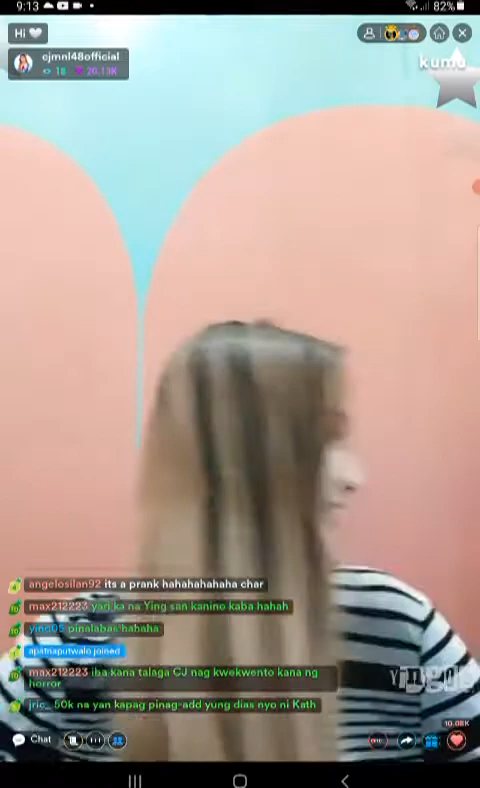 9:13
82%
Hi
cjmnl48official
18 20.13K
kumu
angelosilan92 its a prank hahahahahaha char
max212223 yari ka na Ying san kanino kaba hahah
ying05 pinalabas hahaha
apatnaputwalo joined
max212223 iba kana talaga CJ nag kwekwento kana ng
horror
jric_ 50k na yan kapag pinag-add yung dias nyo ni Kath
10.08K
Chat